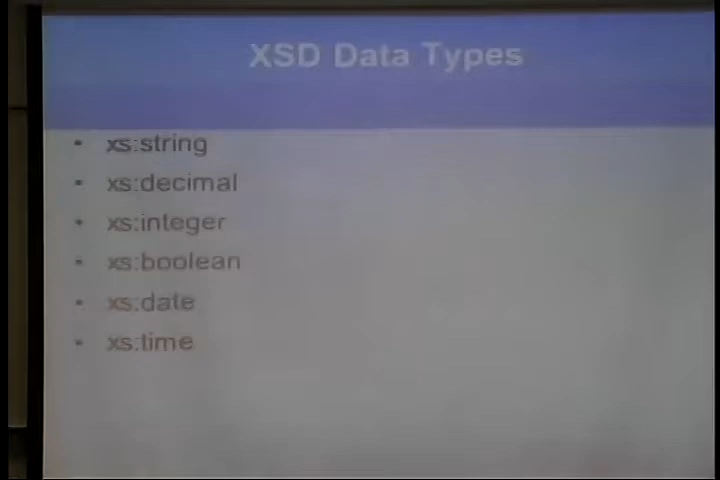 XSD Data Types
• xs:string
• xs:decimal
• xs:integer
• xs:boolean
• xs:date
• xs:time